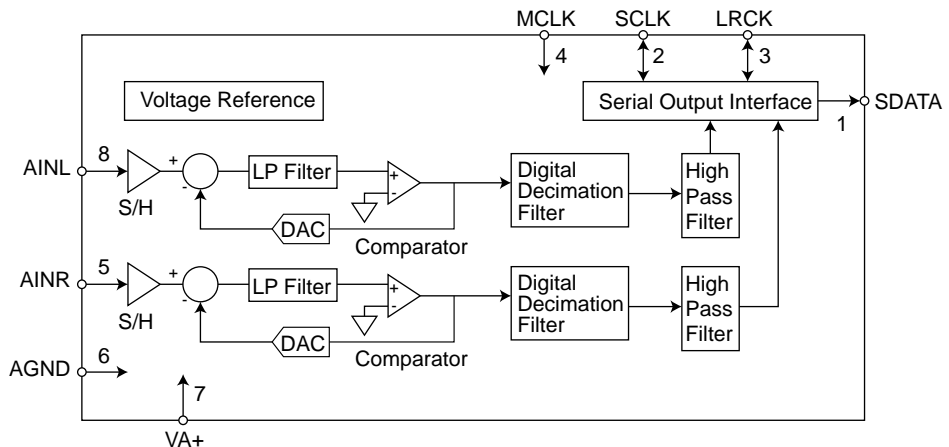 MCLK
SCLK
LRCK
4
2
3
Voltage Reference
Serial Output Interface
SDATA
1
AINL
8
+
-
S/H
LP Filter
+
-
DAC
Comparator
Digital
Decimation
Filter
High
Pass
Filter
AINR
5
+
-
S/H
LP Filter
+
-
DAC
Comparator
Digital
Decimation
Filter
High
Pass
Filter
AGND
6
7
VA+